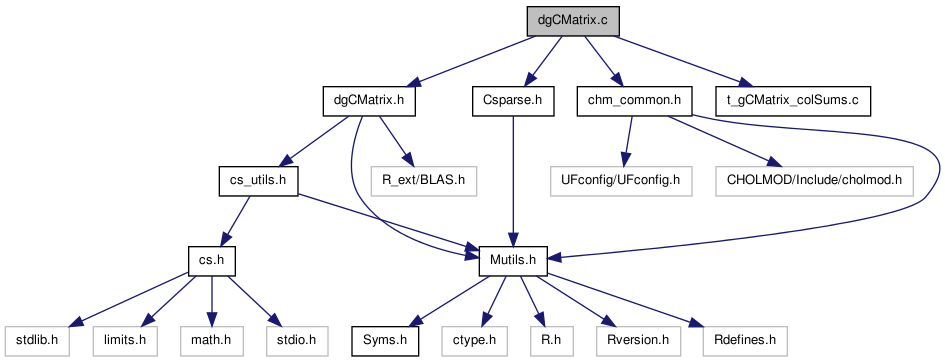 dgCMatrix.c
dgCMatrix.h
Csparse.h
chm_common.h
t_gCMatrix_colSums.c
cs_utils.h
R_ext/BLAS.h
UFconfig/UFconfig.h
CHOLMOD/Include/cholmod.h
cs.h
Mutils.h
stdlib.h
limits.h
math.h
stdio.h
Syms.h
ctype.h
R.h
Rversion.h
Rdefines.h